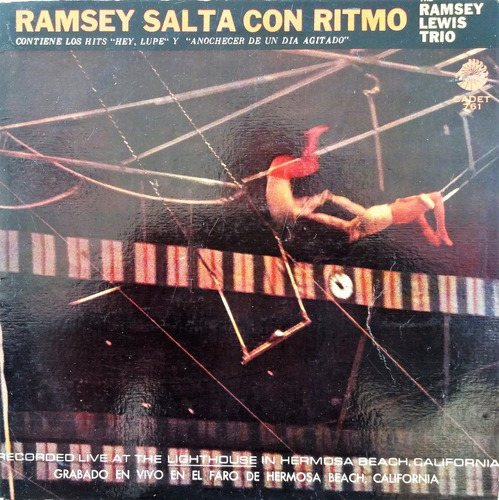 RAMSEY SALTA CON RITMO
CONTIENE LOS HITS "HEY, LUPE" Y "ANOCHECER DE UN DIA AGITADO"
THE
RAMSEY
LEWIS
TRIO
CADET
761
RECORDED LIVE AT THE LIGHTHOUSE IN HERMOSA BEACH, CALIFORNIA
GRABADO EN VIVO EN EL FARO DE HERMOSA BEACH, CALIFORNIA